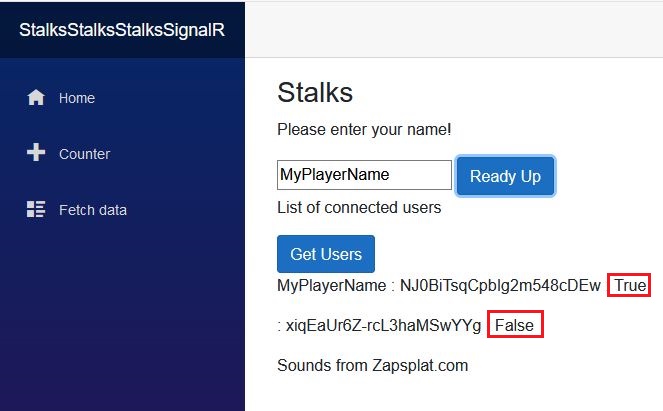 StalksStalksStalksSignalR
Home
Counter
Fetch data
Stalks
Please enter your name!
MyPlayerName Ready Up
List of connected users
Get Users
MyPlayerName : NJ0BiTsqCpblg2m548cDEw True
: xiqEaUr6Z-rcL3haMSwYYg False
Sounds from Zapsplat.com